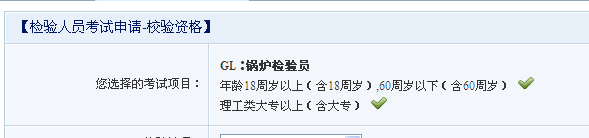 【检验人员考试申请-校验资格】
GL：锅炉检验员
您选择的考试项目：
年龄18周岁以上（含18周岁）,60周岁以下（含60周岁）
理工类大专以上（含大专）